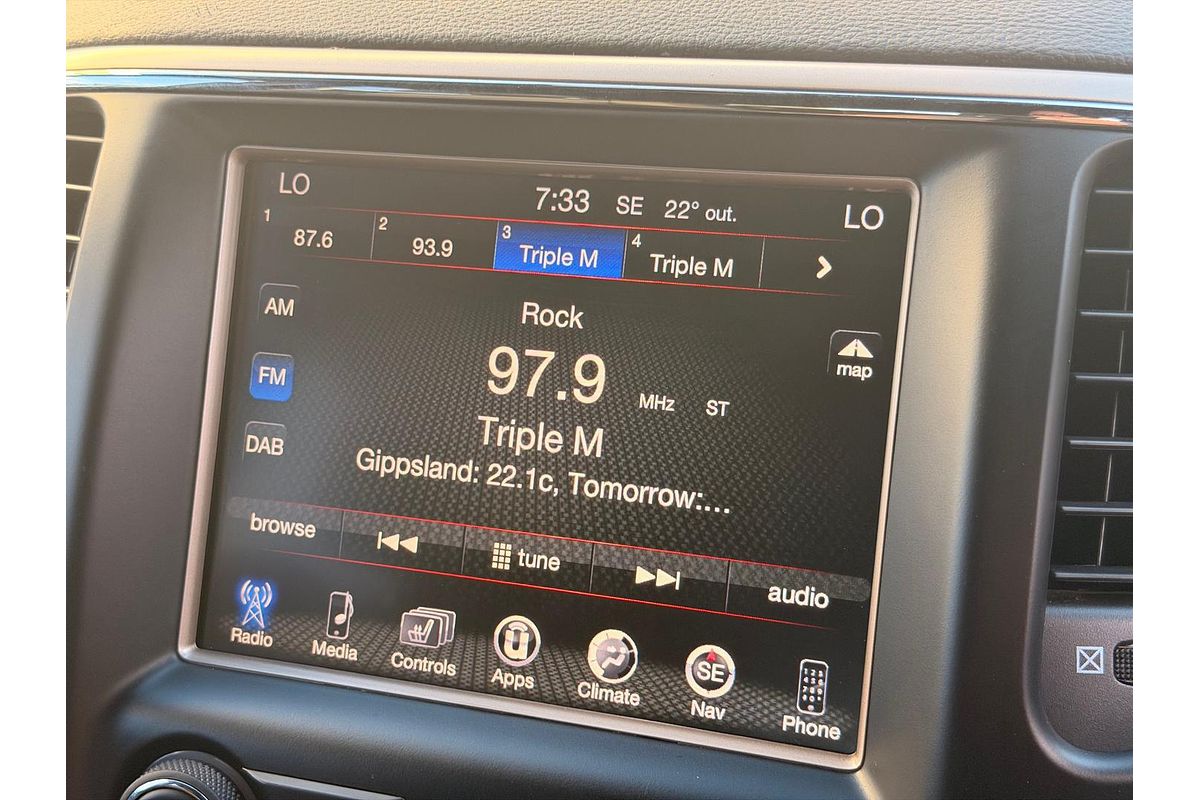 LO 7:33 SE 22° out. LO
1 87.6 2 93.9 3 Triple M 4 Triple M
AM
Rock
FM
97.9 MHz ST
map
DAB
Triple M
Gippsland: 22.1c, Tomorrow:....
browse tune audio
Radio Media Controls Apps Climate SE Nav Phone